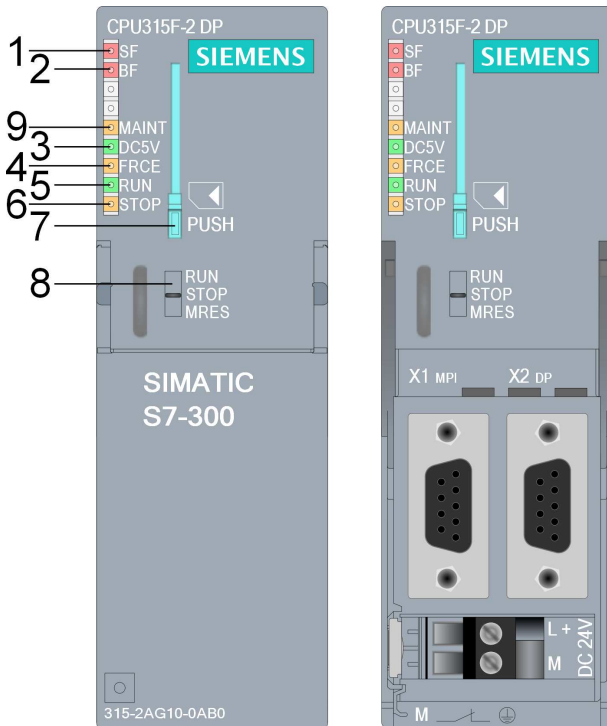 CPU315F-2 DP
SIEMENS
1 SF
2 BF
9 MAINT
3 DC5V
4 FRCE
5 RUN
6 STOP
7 PUSH
8
RUN
STOP
MRES
SIMATIC
S7-300
315-2AG10-0AB0
CPU315F-2 DP
SIEMENS
SF
BF
MAINT
DC5V
FRCE
RUN
STOP
PUSH
RUN
STOP
MRES
X1 MPI X2 DP
L +
M
DC 24V
M